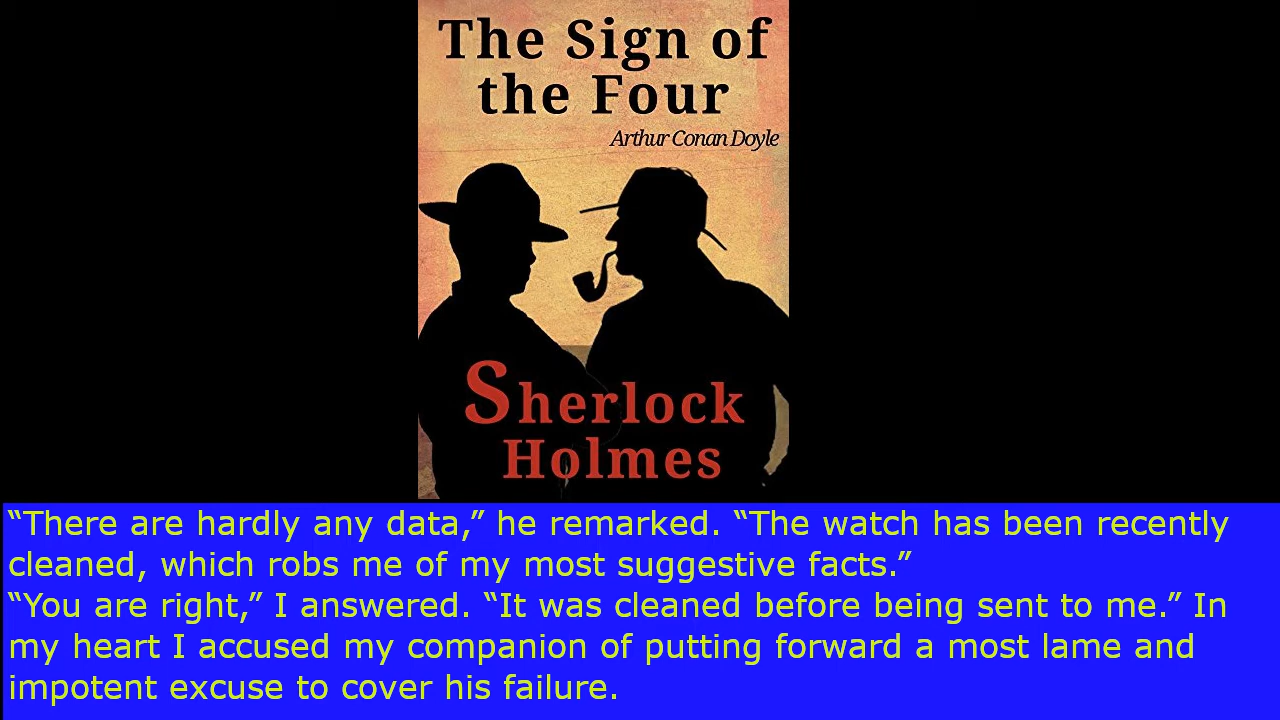 The Sign of
the Four
Arthur Conan Doyle
Sherlock
Holmes
“There are hardly any data,” he remarked. “The watch has been recently
cleaned, which robs me of my most suggestive facts.”
“You are right,” I answered. “It was cleaned before being sent to me.” In
my heart I accused my companion of putting forward a most lame and
impotent excuse to cover his failure.